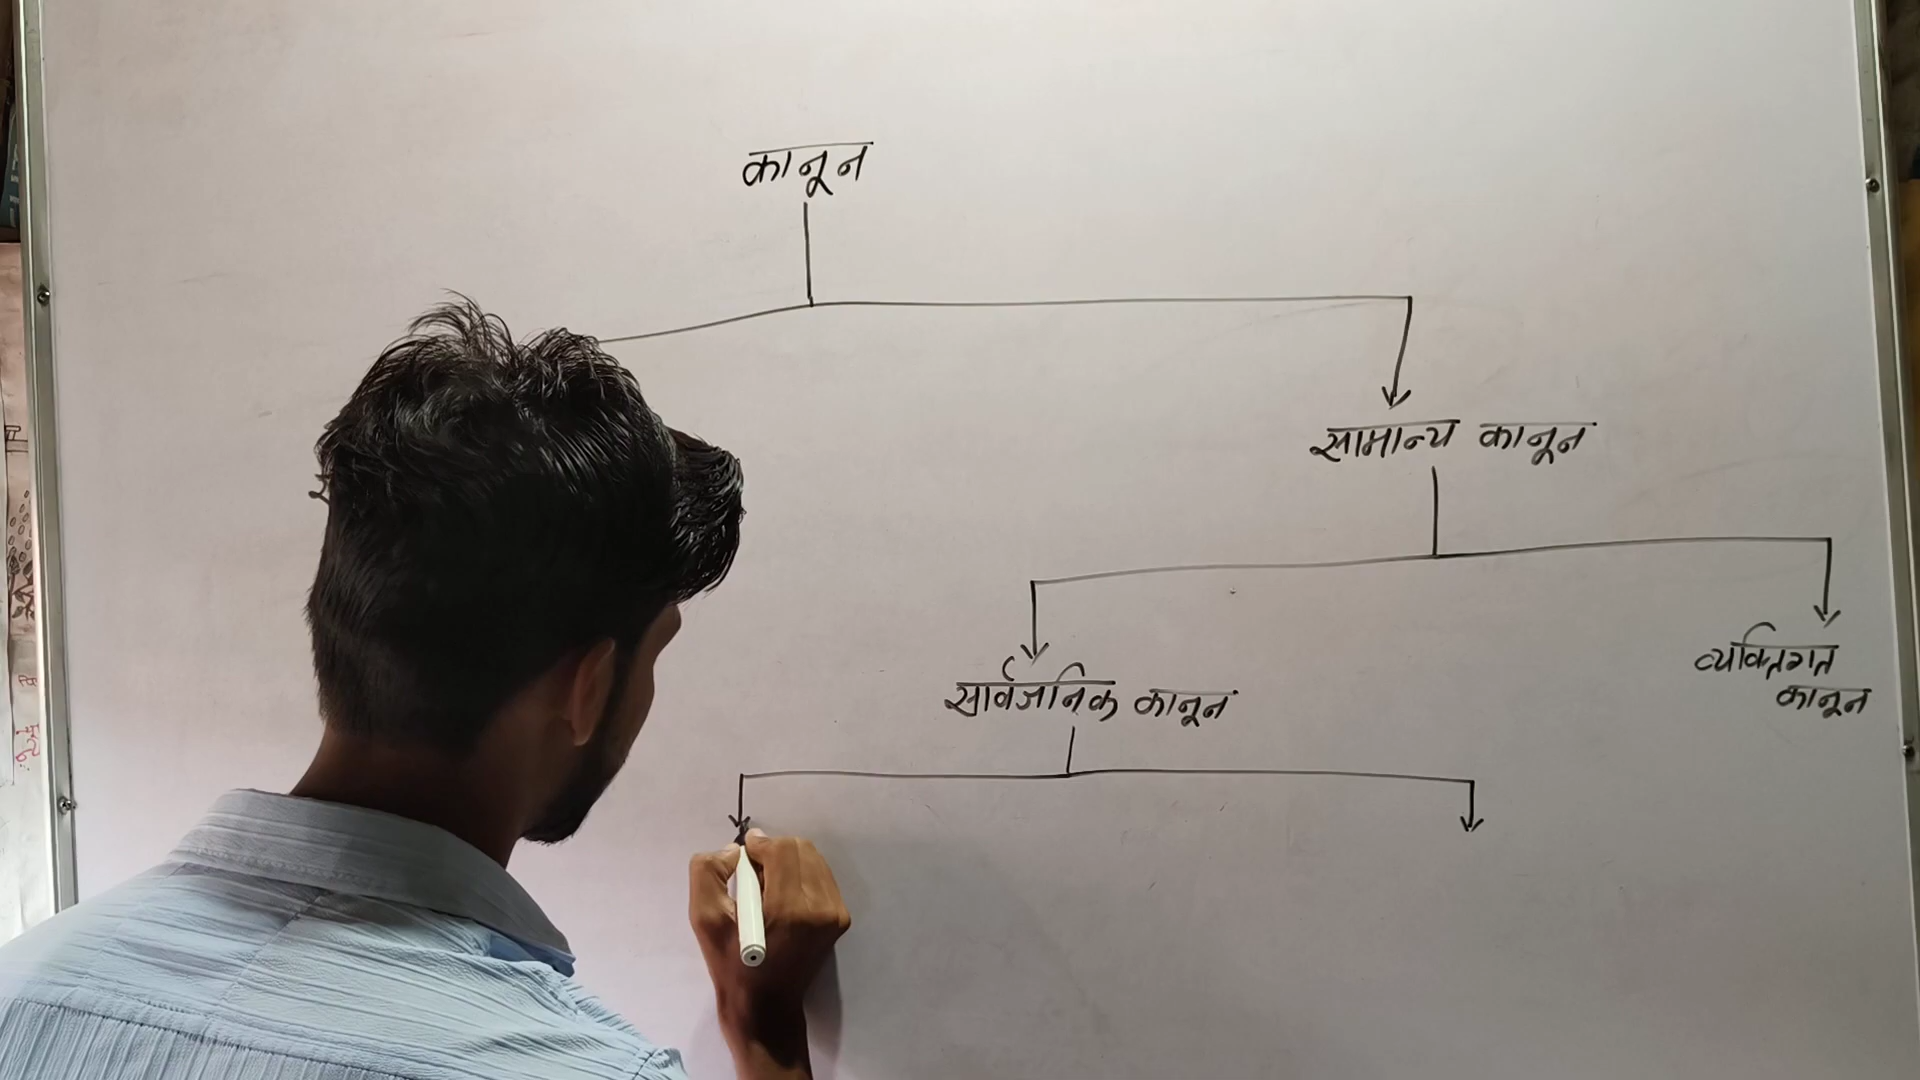 कानून
सामान्य कानून
सार्वजनिक कानून
व्यक्तिगत
कानून